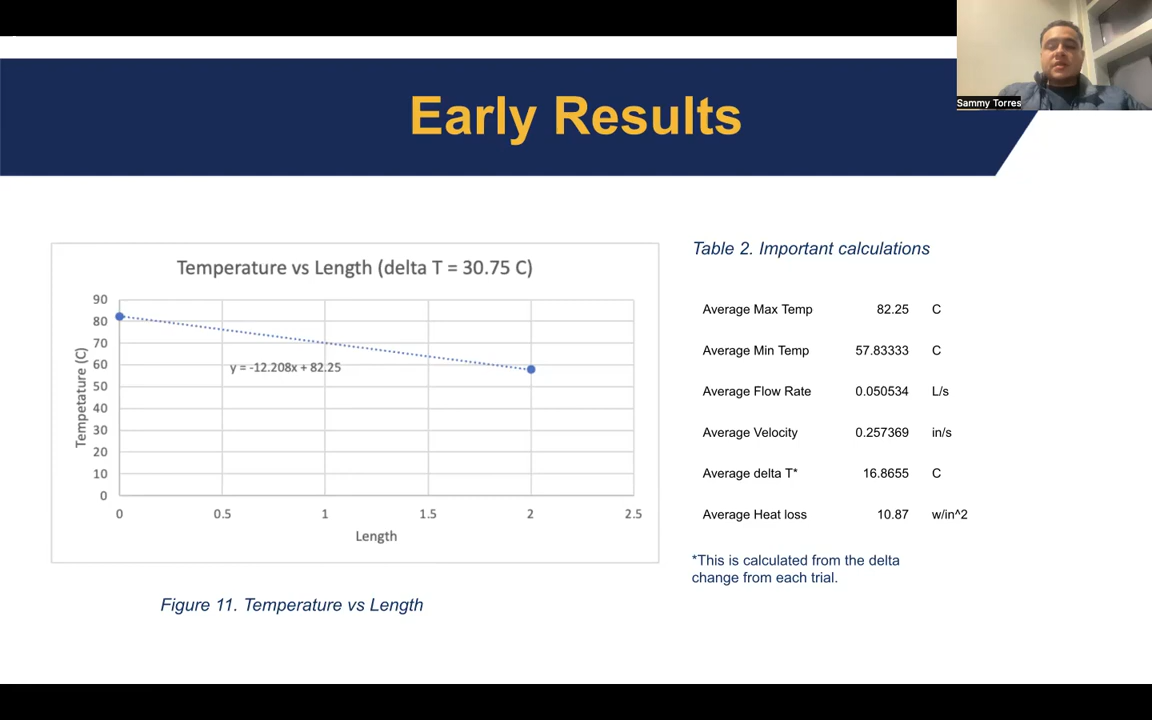 Sammy Torres
Early Results
Temperature vs Length (delta T = 30.75 C)
90
80
70
60
50
40
30
20
10
0
Tempetature (C)
y = -12.208x + 82.25
0 0.5 1 1.5 2 2.5
Length
Figure 11. Temperature vs Length
Table 2. Important calculations
Average Max Temp 82.25 C
Average Min Temp 57.83333 C
Average Flow Rate 0.050534 L/s
Average Velocity 0.257369 in/s
Average delta T* 16.8655 C
Average Heat loss 10.87 w/in^2
*This is calculated from the delta
change from each trial.